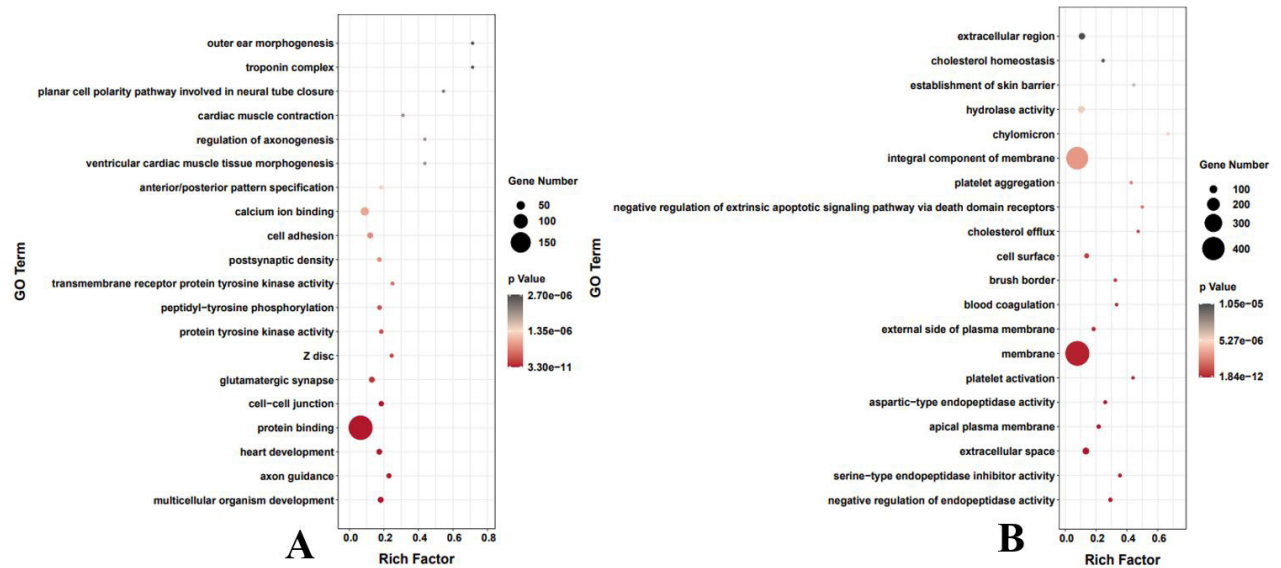 GO Term
outer ear morphogenesis
troponin complex
planar cell polarity pathway involved in neural tube closure
cardiac muscle contraction
regulation of axonogenesis
ventricular cardiac muscle tissue morphogenesis
anterior/posterior pattern specification
calcium ion binding
cell adhesion
postsynaptic density
transmembrane receptor protein tyrosine kinase activity
peptidyl-tyrosine phosphorylation
protein tyrosine kinase activity
Z disc
glutamatergic synapse
cell-cell junction
protein binding
heart development
axon guidance
multicellular organism development
0.0 0.2 0.4 0.6 0.8
Rich Factor
A
Gene Number
50
100
150
p Value
2.70e-06
1.35e-06
3.30e-11
GO Term
extracellular region
cholesterol homeostasis
establishment of skin barrier
hydrolase activity
chylomicron
integral component of membrane
platelet aggregation
negative regulation of extrinsic apoptotic signaling pathway via death domain receptors
cholesterol efflux
cell surface
brush border
blood coagulation
external side of plasma membrane
membrane
platelet activation
aspartic-type endopeptidase activity
apical plasma membrane
extracellular space
serine-type endopeptidase inhibitor activity
negative regulation of endopeptidase activity
0.0 0.2 0.4 0.6
Rich Factor
B
Gene Number
100
200
300
400
p Value
1.05e-05
5.27e-06
1.84e-12